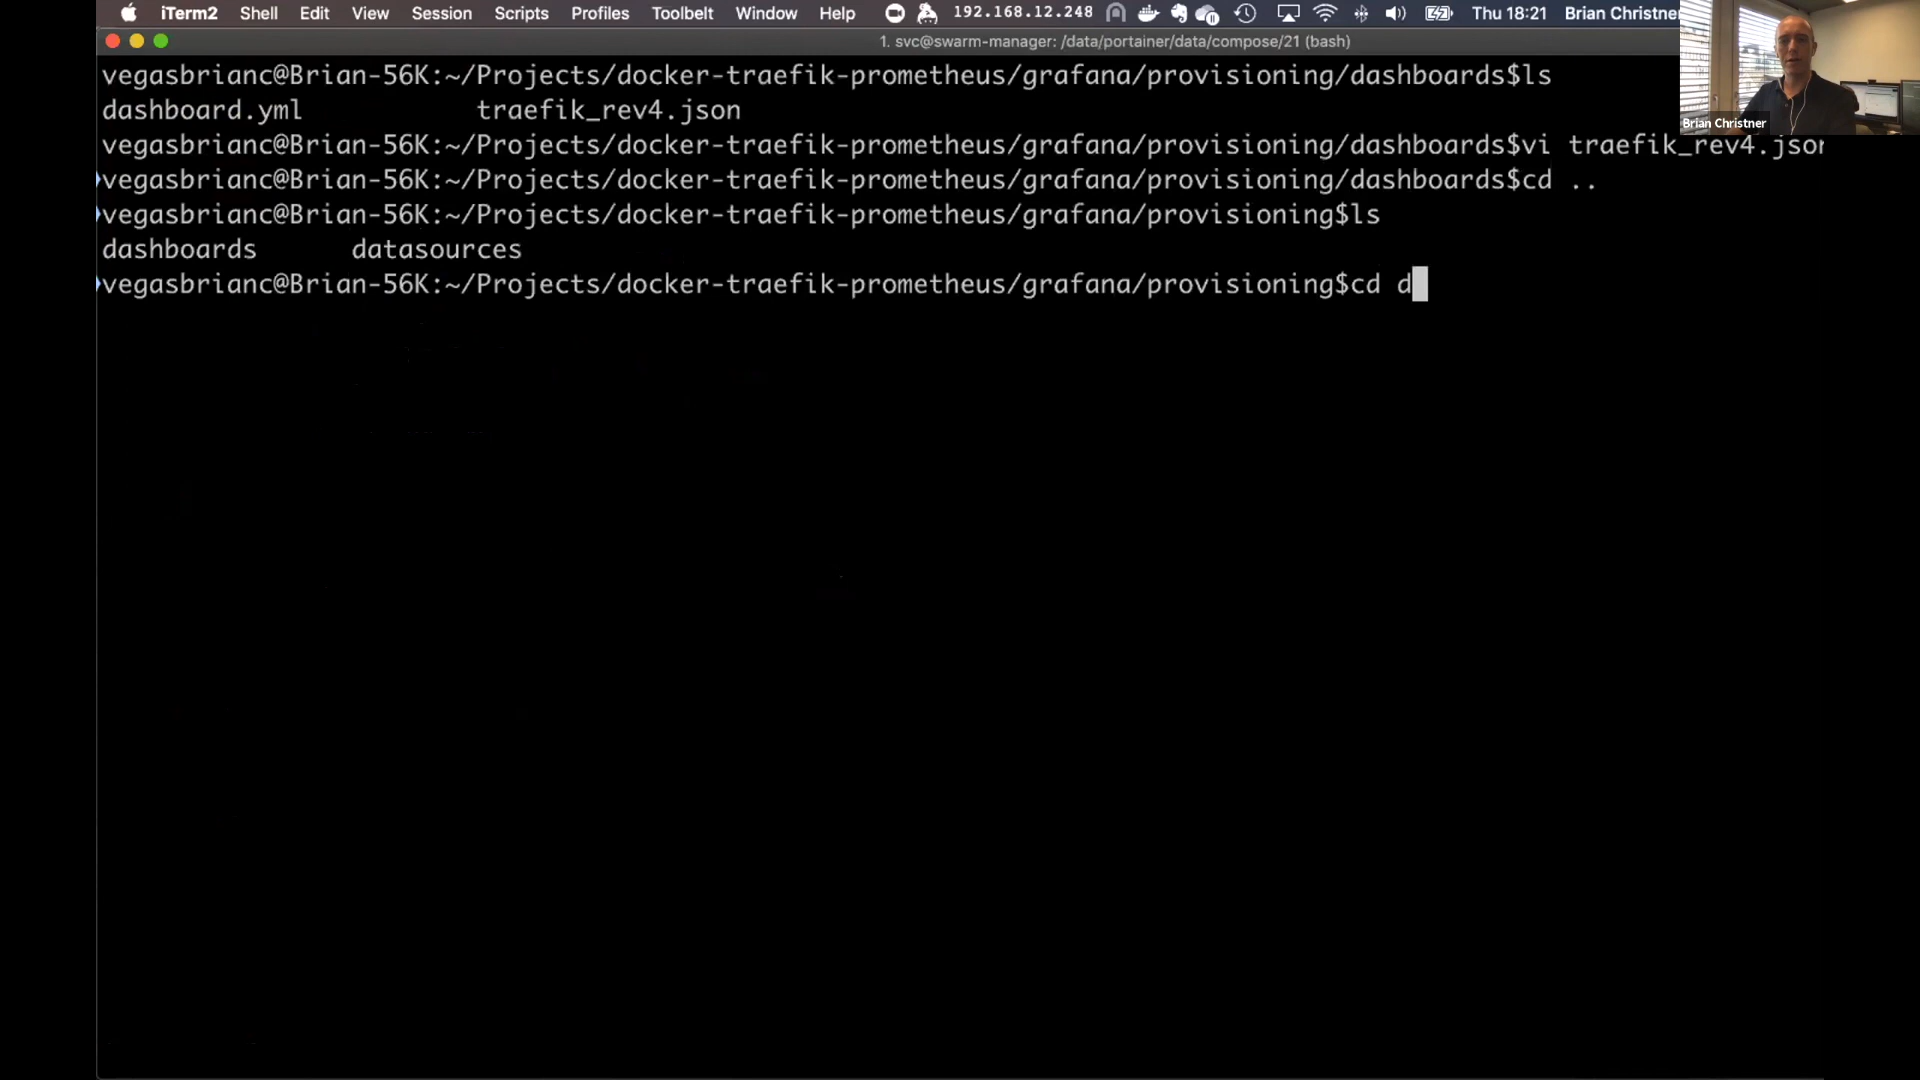 iTerm2 Shell Edit View Session Scripts Profiles Toolbelt Window Help 192.168.12.248 Thu 18:21 Brian Christner
1. svc@swarm-manager: /data/portainer/data/compose/21 (bash)
vegasbrianc@Brian-56K:~/Projects/docker-traefik-prometheus/grafana/provisioning/dashboards$ls
dashboard.yml traefik_rev4.json
Brian Christner
vegasbrianc@Brian-56K:~/Projects/docker-traefik-prometheus/grafana/provisioning/dashboards$vi traefik_rev4.json
vegasbrianc@Brian-56K:~/Projects/docker-traefik-prometheus/grafana/provisioning/dashboards$cd ..
vegasbrianc@Brian-56K:~/Projects/docker-traefik-prometheus/grafana/provisioning$ls
dashboards datasources
vegasbrianc@Brian-56K:~/Projects/docker-traefik-prometheus/grafana/provisioning$cd d